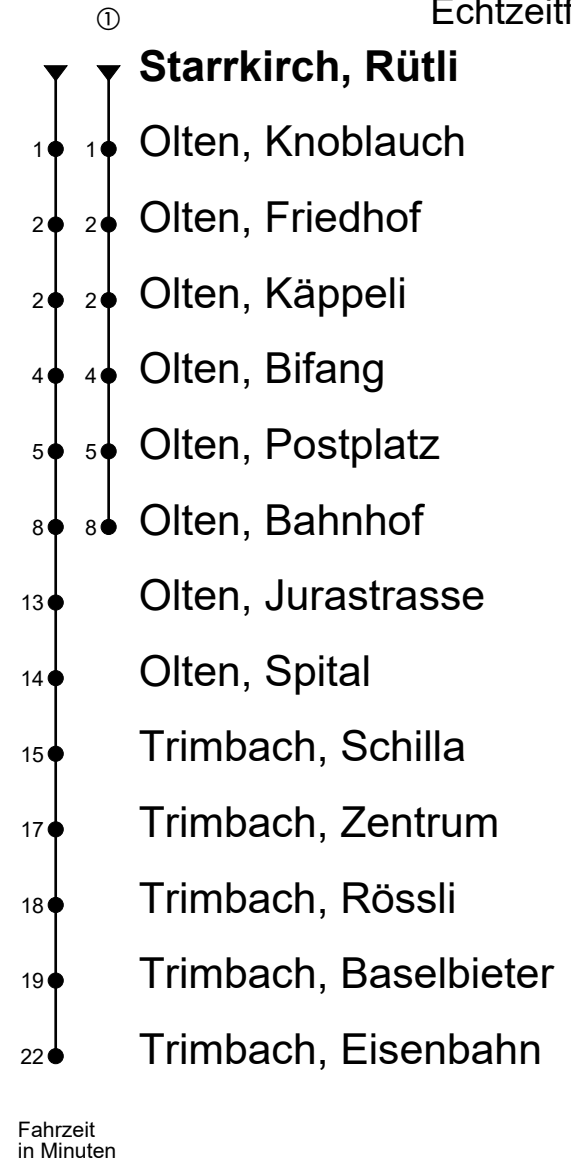 ① Echtzeitf
Starrkirch, Rütli
1 1 Olten, Knoblauch
2 2 Olten, Friedhof
2 2 Olten, Käppeli
4 4 Olten, Bifang
5 5 Olten, Postplatz
8 8 Olten, Bahnhof
13 Olten, Jurastrasse
14 Olten, Spital
15 Trimbach, Schilla
17 Trimbach, Zentrum
18 Trimbach, Rössli
19 Trimbach, Baselbieter
22 Trimbach, Eisenbahn
Fahrzeit
in Minuten